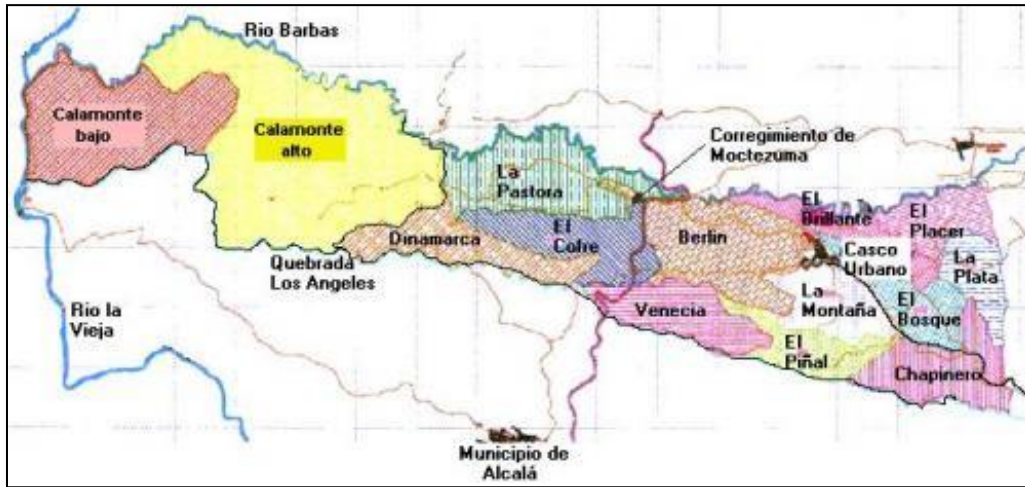 Rio Barbas
Calamonte
bajo
Calamonte
alto
Corregimiento de
Moctezuma
La
Pastora
El
Brillante
El
Placer
Dinamarca
El
Cofre
Berlin
Casco
Urbano
La
Plata
Quebrada
Los Angeles
Rio la
Vieja
Venecia
La
Montaña
El
Bosque
El
Piñal
Chapinero
Municipio de
Alcalá